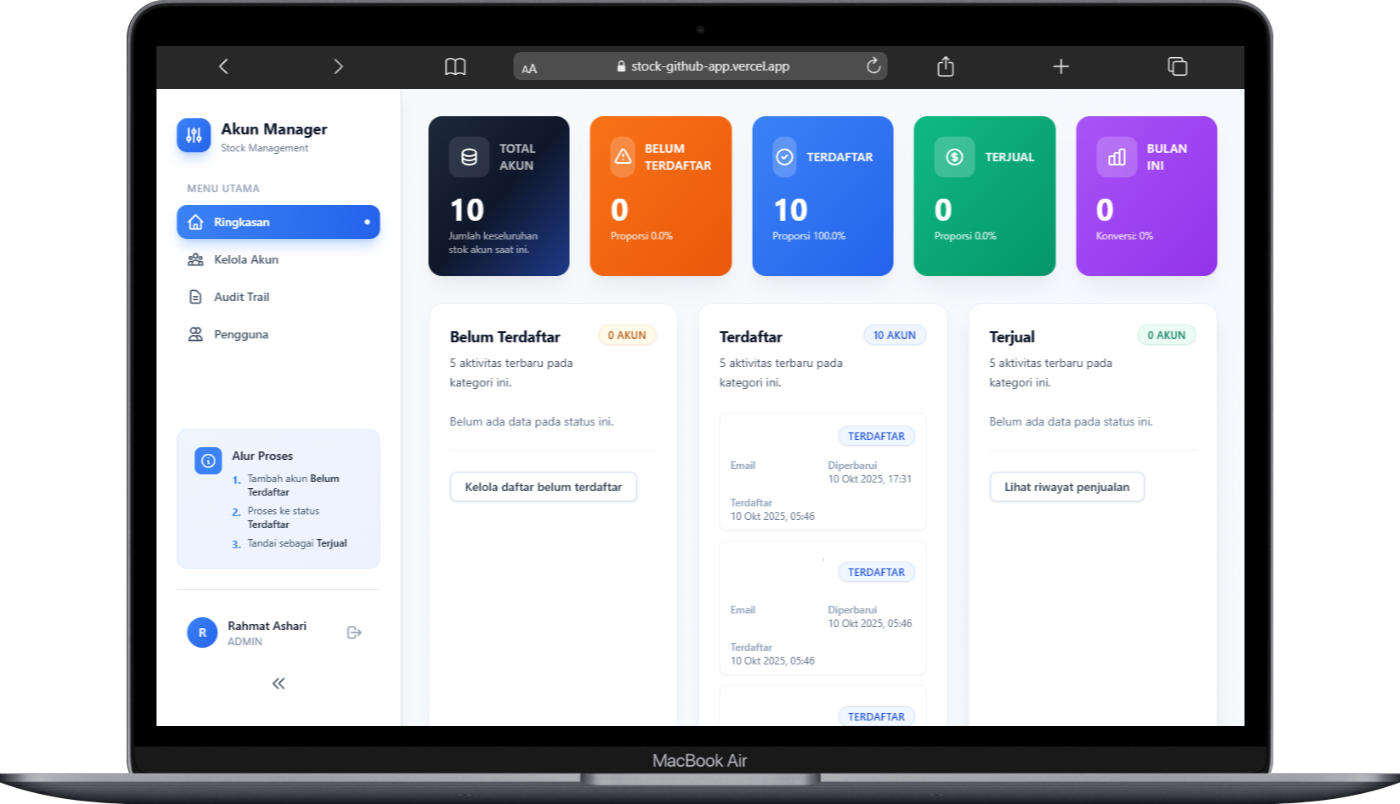 AA
stock-github-app.vercel.app
Akun Manager
Stock Management
MENU UTAMA
Ringkasan
Kelola Akun
Audit Trail
Pengguna
Alur Proses
1. Tambah akun Belum
Terdaftar
2. Proses ke status
Terdaftar
3. Tandai sebagai Terjual
R
Rahmat Ashari
ADMIN
TOTAL
AKUN
10
Jumlah keseluruhan
stok akun saat ini.
BELUM
TERDAFTAR
0
Proporsi 0.0%
TERDAFTAR
10
Proporsi 100.0%
TERJUAL
0
Proporsi 0.0%
BULAN
INI
0
Konversi: 0%
Belum Terdaftar
0 AKUN
5 aktivitas terbaru pada
kategori ini.
Belum ada data pada status ini.
Kelola daftar belum terdaftar
Terdaftar
10 AKUN
5 aktivitas terbaru pada
kategori ini.
TERDAFTAR
Email
Diperbarui
10 Okt 2025, 17:31
Terdaftar
10 Okt 2025, 05:46
TERDAFTAR
Email
Diperbarui
10 Okt 2025, 05:46
Terdaftar
10 Okt 2025, 05:46
TERDAFTAR
Terjual
0 AKUN
5 aktivitas terbaru pada
kategori ini.
Belum ada data pada status ini.
Lihat riwayat penjualan
MacBook Air